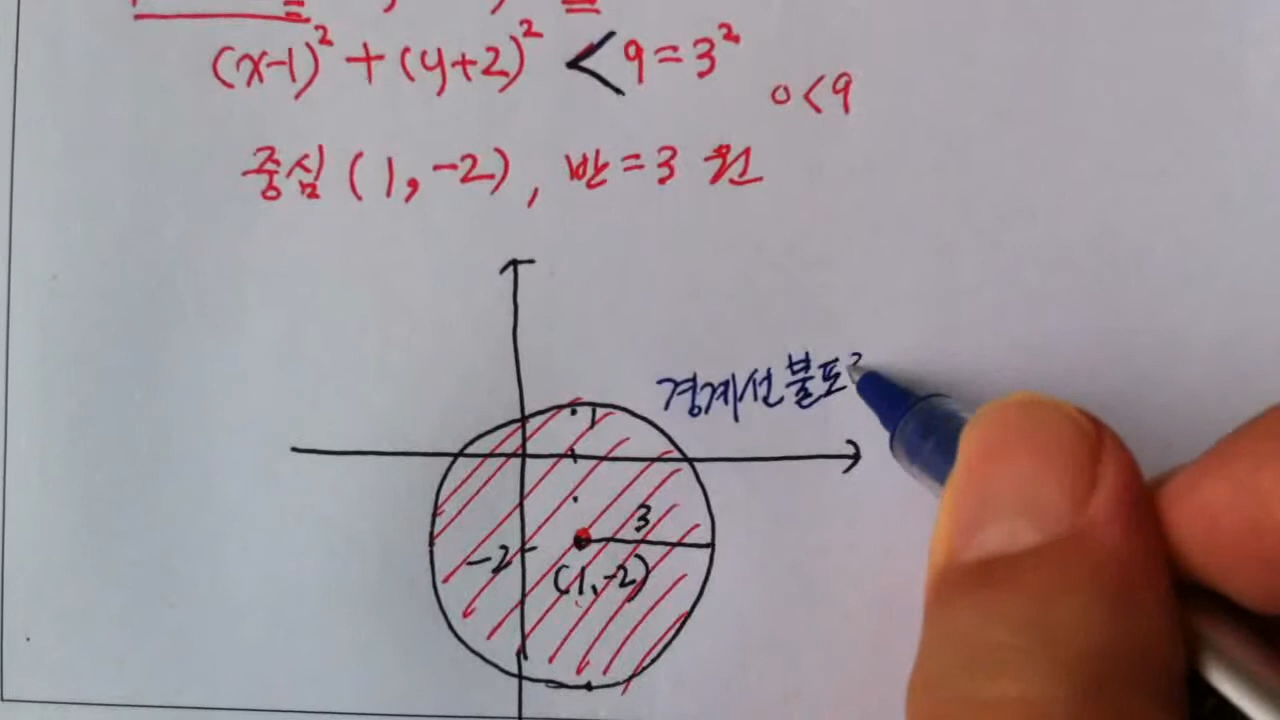 (x-1)² + (y+2)² < 9 = 3²
0 < 9
중심 (1, -2), 반 = 3 원
경계선 불포
1
3
-2
(1, -2)